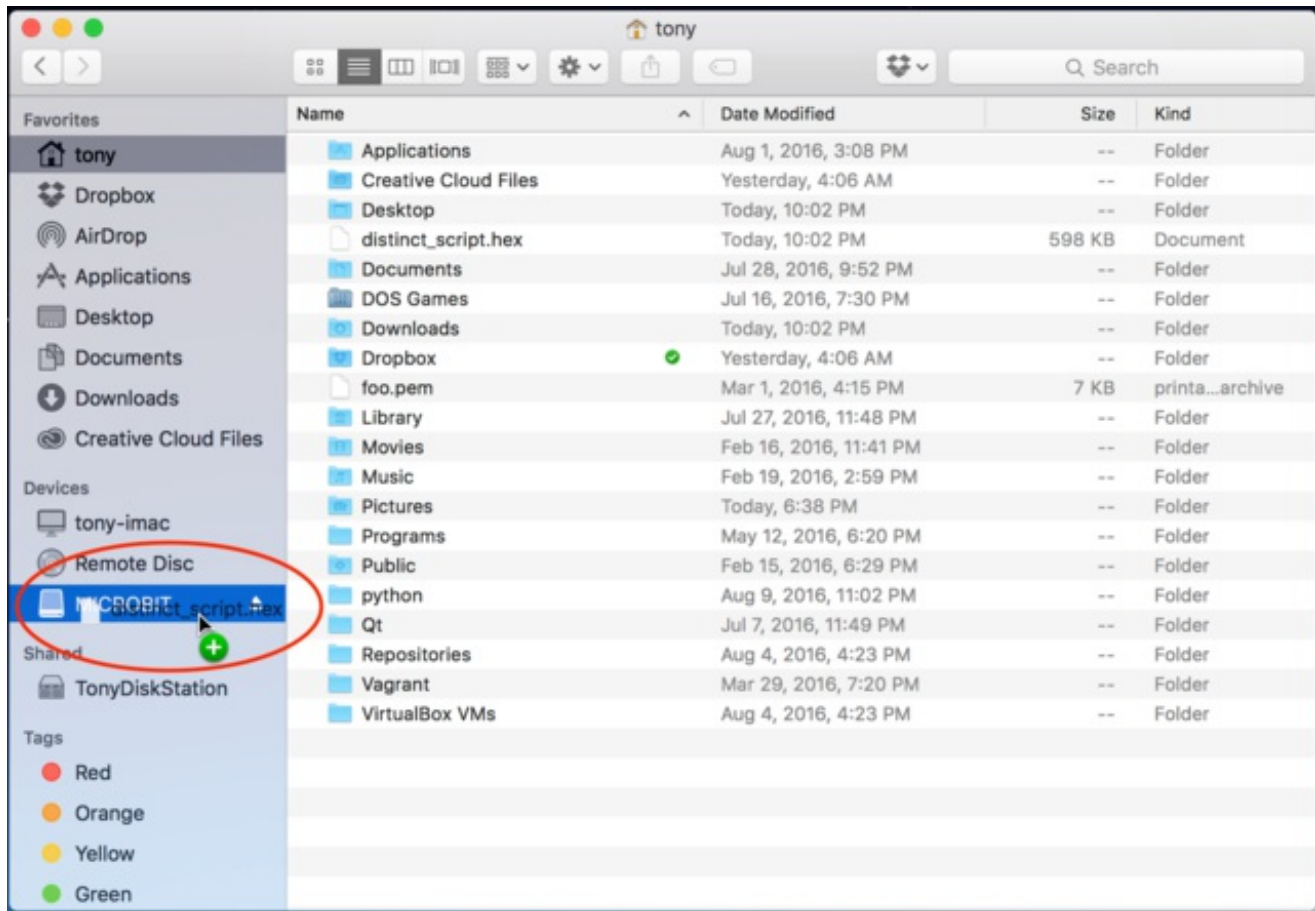 tony
Search
Favorites
tony
Dropbox
AirDrop
Applications
Desktop
Documents
Downloads
Creative Cloud Files
Devices
tony-imac
Remote Disc
MICROBIT
distinct_script.hex
Shared
TonyDiskStation
Tags
Red
Orange
Yellow
Green
Name Date Modified Size Kind
Applications Aug 1, 2016, 3:08 PM -- Folder
Creative Cloud Files Yesterday, 4:06 AM -- Folder
Desktop Today, 10:02 PM -- Folder
distinct_script.hex Today, 10:02 PM 598 KB Document
Documents Jul 28, 2016, 9:52 PM -- Folder
DOS Games Jul 16, 2016, 7:30 PM -- Folder
Downloads Today, 10:02 PM -- Folder
Dropbox Yesterday, 4:06 AM -- Folder
foo.pem Mar 1, 2016, 4:15 PM 7 KB printa...archive
Library Jul 27, 2016, 11:48 PM -- Folder
Movies Feb 16, 2016, 11:41 PM -- Folder
Music Feb 19, 2016, 2:59 PM -- Folder
Pictures Today, 6:38 PM -- Folder
Programs May 12, 2016, 6:20 PM -- Folder
Public Feb 15, 2016, 6:29 PM -- Folder
python Aug 9, 2016, 11:02 PM -- Folder
Qt Jul 7, 2016, 11:49 PM -- Folder
Repositories Aug 4, 2016, 4:23 PM -- Folder
Vagrant Mar 29, 2016, 7:20 PM -- Folder
VirtualBox VMs Aug 4, 2016, 4:23 PM -- Folder